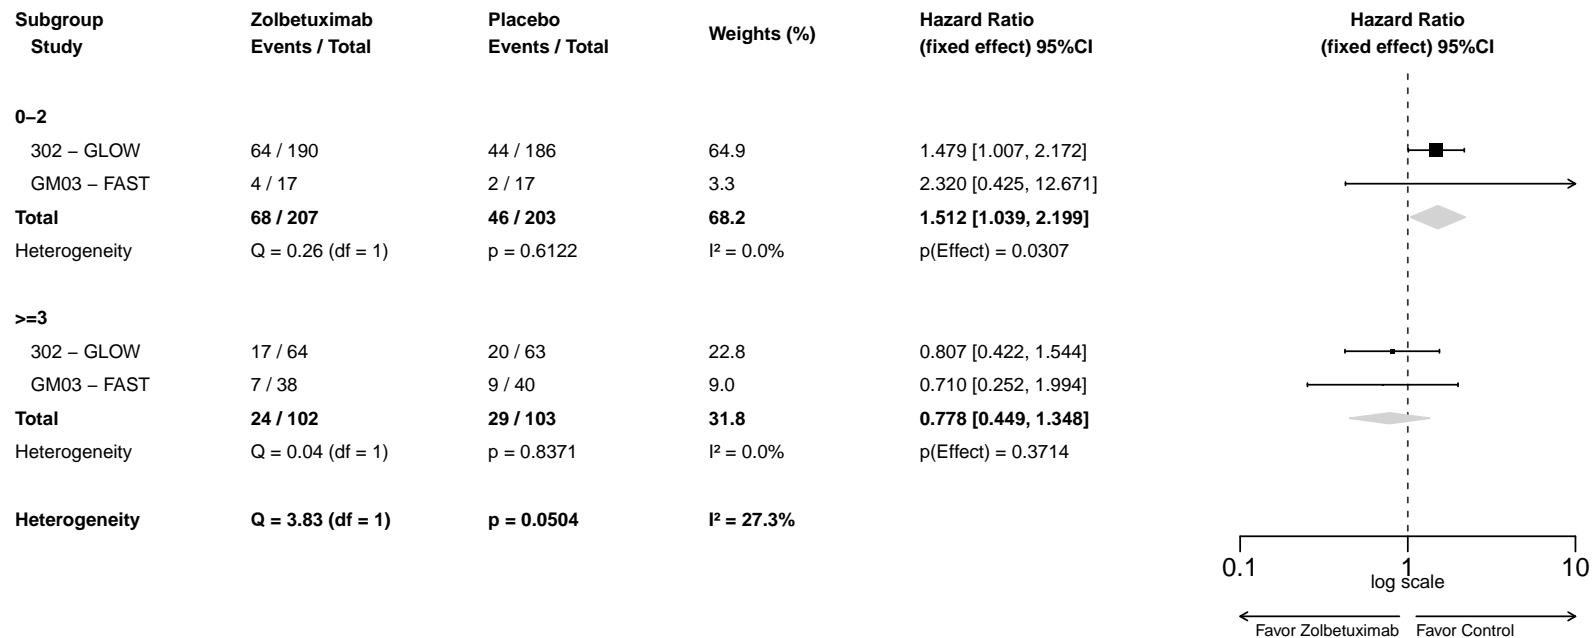 Subgroup Zolbetuximab Placebo Weights (%) Hazard Ratio Hazard Ratio
Study Events / Total Events / Total (fixed effect) 95%CI (fixed effect) 95%CI
0–2
302 – GLOW 64 / 190 44 / 186 64.9 1.479 [1.007, 2.172]
GM03 – FAST 4 / 17 2 / 17 3.3 2.320 [0.425, 12.671]
Total 68 / 207 46 / 203 68.2 1.512 [1.039, 2.199]
Heterogeneity Q = 0.26 (df = 1) p = 0.6122 I² = 0.0% p(Effect) = 0.0307
>=3
302 – GLOW 17 / 64 20 / 63 22.8 0.807 [0.422, 1.544]
GM03 – FAST 7 / 38 9 / 40 9.0 0.710 [0.252, 1.994]
Total 24 / 102 29 / 103 31.8 0.778 [0.449, 1.348]
Heterogeneity Q = 0.04 (df = 1) p = 0.8371 I² = 0.0% p(Effect) = 0.3714
Heterogeneity Q = 3.83 (df = 1) p = 0.0504 I² = 27.3%
0.1 1 10
log scale
Favor Zolbetuximab Favor Control